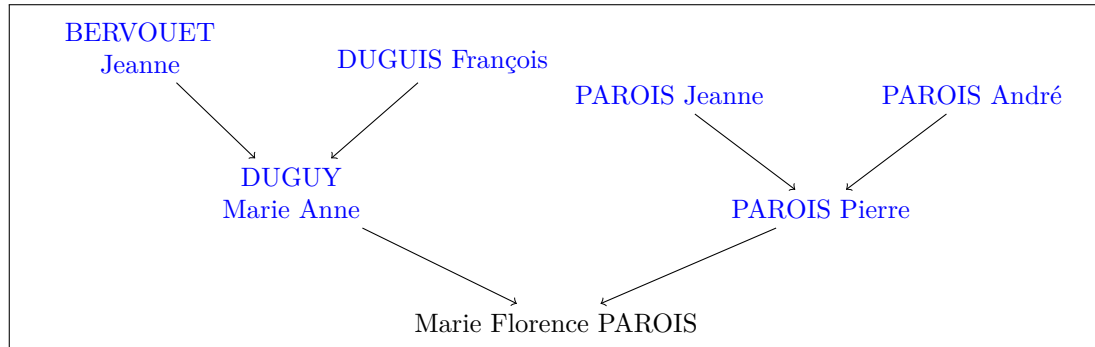 BERVOUET
Jeanne
DUGUIS François
PAROIS Jeanne
PAROIS André
DUGUY
Marie Anne
PAROIS Pierre
Marie Florence PAROIS